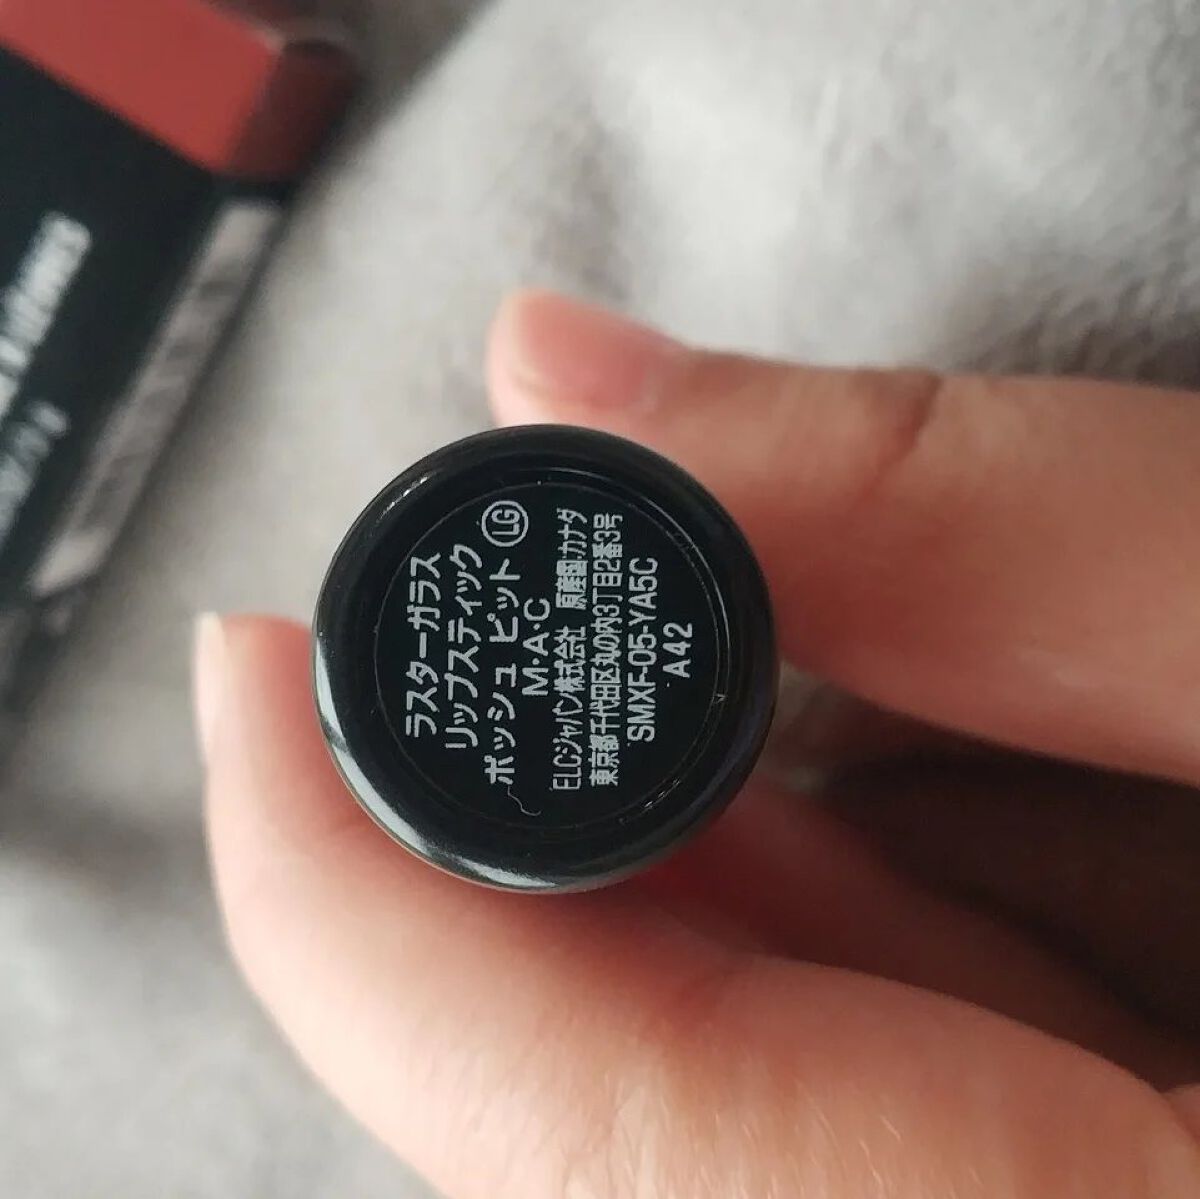 ラスターガラス
リップスティック
ポッシュ ピット LG
M·A·C
ELCジャパン株式会社 原産国:カナダ
東京都千代田区丸の内3丁目2番3号
SMXF-05-YA5C
A42